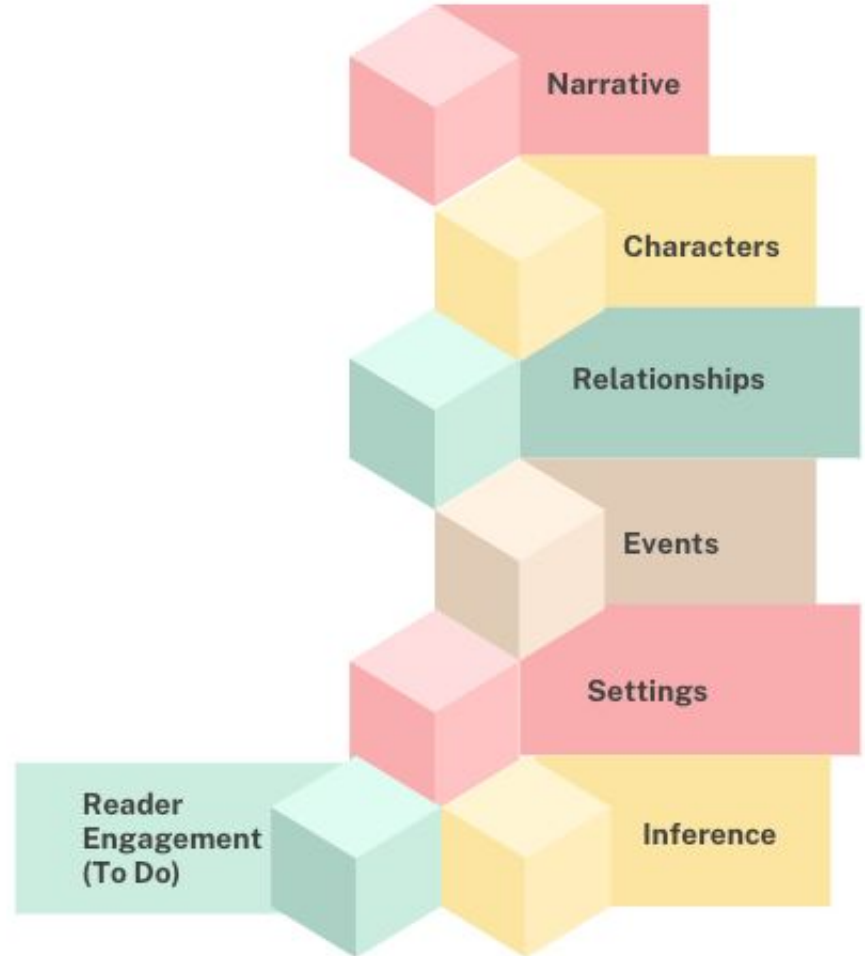 Narrative
Characters
Relationships
Events
Settings
Reader
Engagement
(To Do)
Inference